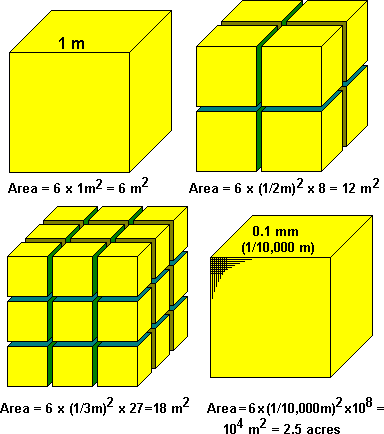 1 m
Area = 6 x 1m² = 6 m²
Area = 6 x (1/2m)² x 8 = 12 m²
Area = 6 x (1/3m)² x 27=18 m²
0.1 mm
(1/10,000 m)
Area=6x(1/10,000m)²x10⁸ =
10⁴ m² = 2.5 acres